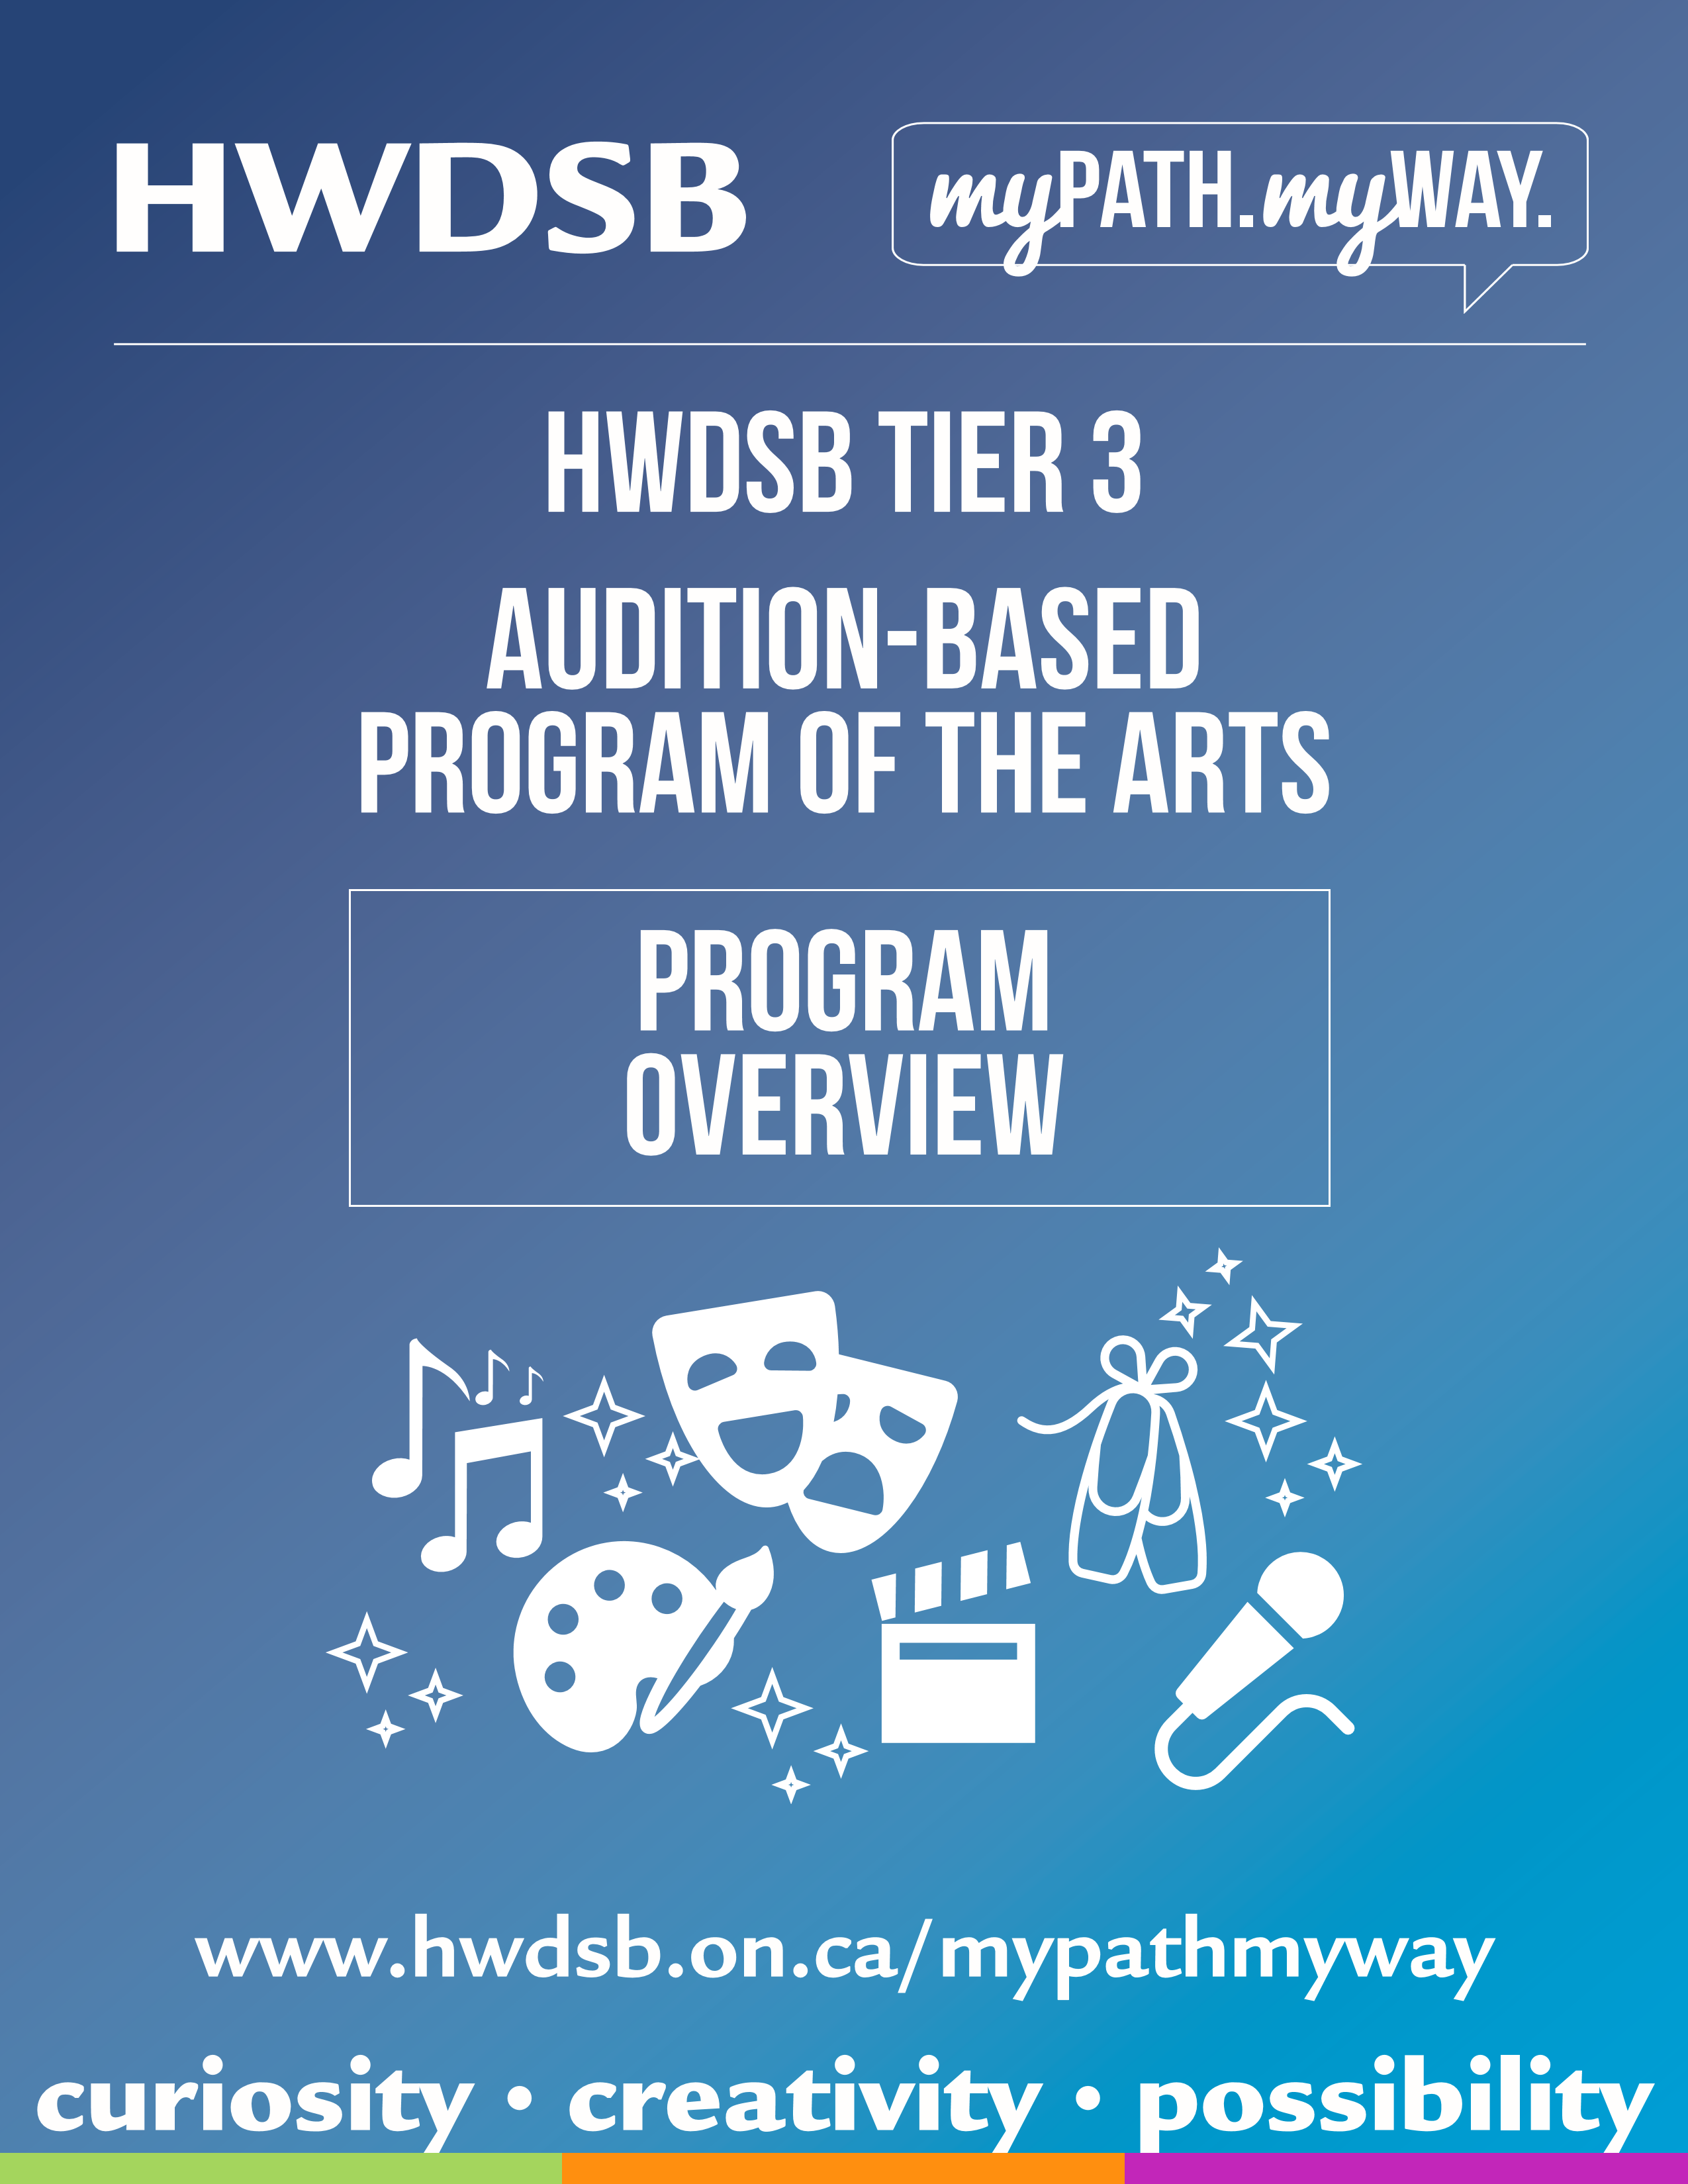 HWDSB
myPATH.myWAY.
HWDSB TIER 3
AUDITION-BASED
PROGRAM OF THE ARTS
PROGRAM
OVERVIEW
www.hwdsb.on.ca/mypathmyway
curiosity • creativity • possibility